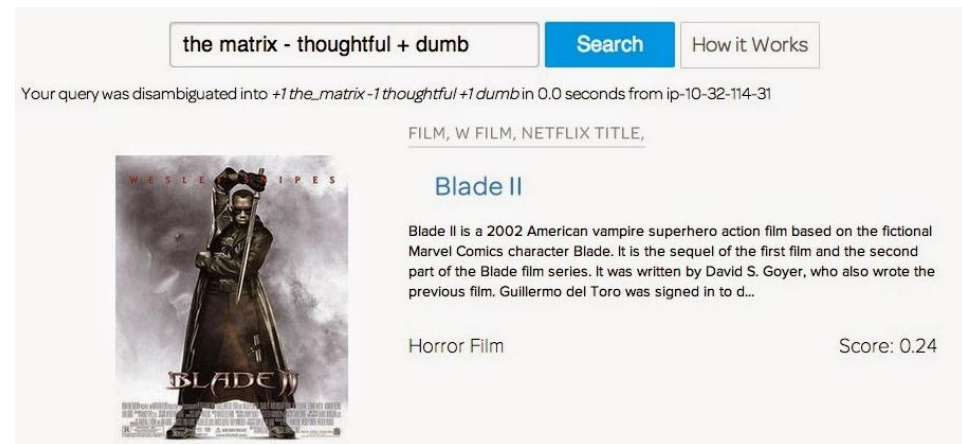 the matrix - thoughtful + dumb
Search
How it Works
Your query was disambiguated into +1 the_matrix -1 thoughtful +1 dumb in 0.0 seconds from ip-10-32-114-31
FILM, W FILM, NETFLIX TITLE,
WESLEY SNIPES
Blade II
Blade II is a 2002 American vampire superhero action film based on the fictional
Marvel Comics character Blade. It is the sequel of the first film and the second
part of the Blade film series. It was written by David S. Goyer, who also wrote the
previous film. Guillermo del Toro was signed in to d...
Horror Film
Score: 0.24
BLADE II